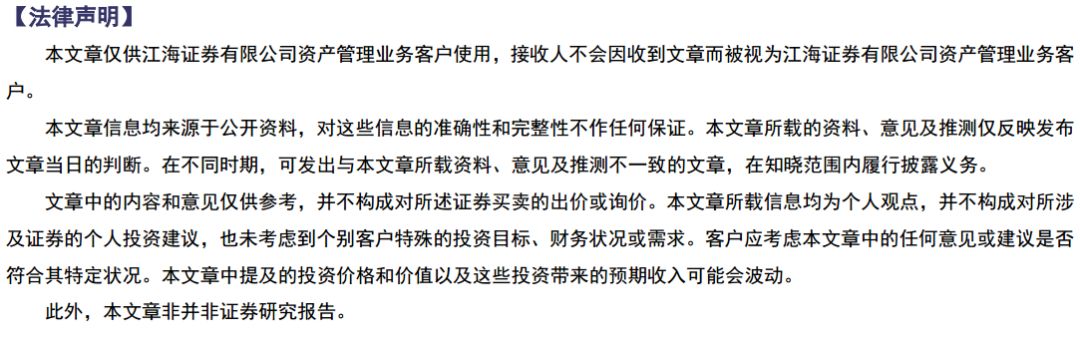 【法律声明】
本文章仅供江海证券有限公司资产管理业务客户使用，接收人不会因收到文章而被视为江海证券有限公司资产管理业务客
户。
本文章信息均来源于公开资料，对这些信息的准确性和完整性不作任何保证。本文章所载的资料、意见及推测仅反映发布
文章当日的判断。在不同时期，可发出与本文章所载资料、意见及推测不一致的文章，在知晓范围内履行披露义务。
文章中的内容和意见仅供参考，并不构成对所述证券买卖的出价或询价。本文章所载信息均为个人观点，并不构成对所涉
及证券的个人投资建议，也未考虑到个别客户特殊的投资目标、财务状况或需求。客户应考虑本文章中的任何意见或建议是否
符合其特定状况。本文章中提及的投资价格和价值以及这些投资带来的预期收入可能会波动。
此外，本文章非并非证券研究报告。